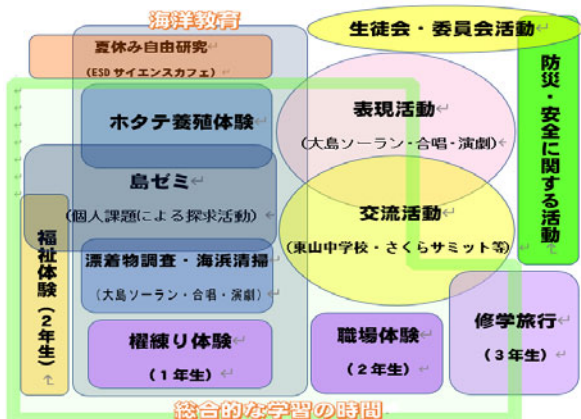 海洋教育
生徒会・委員会活動
夏休み自由研究
(ESDサイエンスカフェ)
防災・安全に関する活動
ホタテ養殖体験
表現活動
(大島ソーラン・合唱・演劇)
島ゼミ
(個人課題による探求活動)
交流活動
(東山中学校・さくらサミット等)
福祉体験(2年生)
漂着物調査・海浜清掃
(大島ソーラン・合唱・演劇)
櫂練り体験
(1年生)
職場体験
(2年生)
修学旅行
(3年生)
総合的な学習の時間